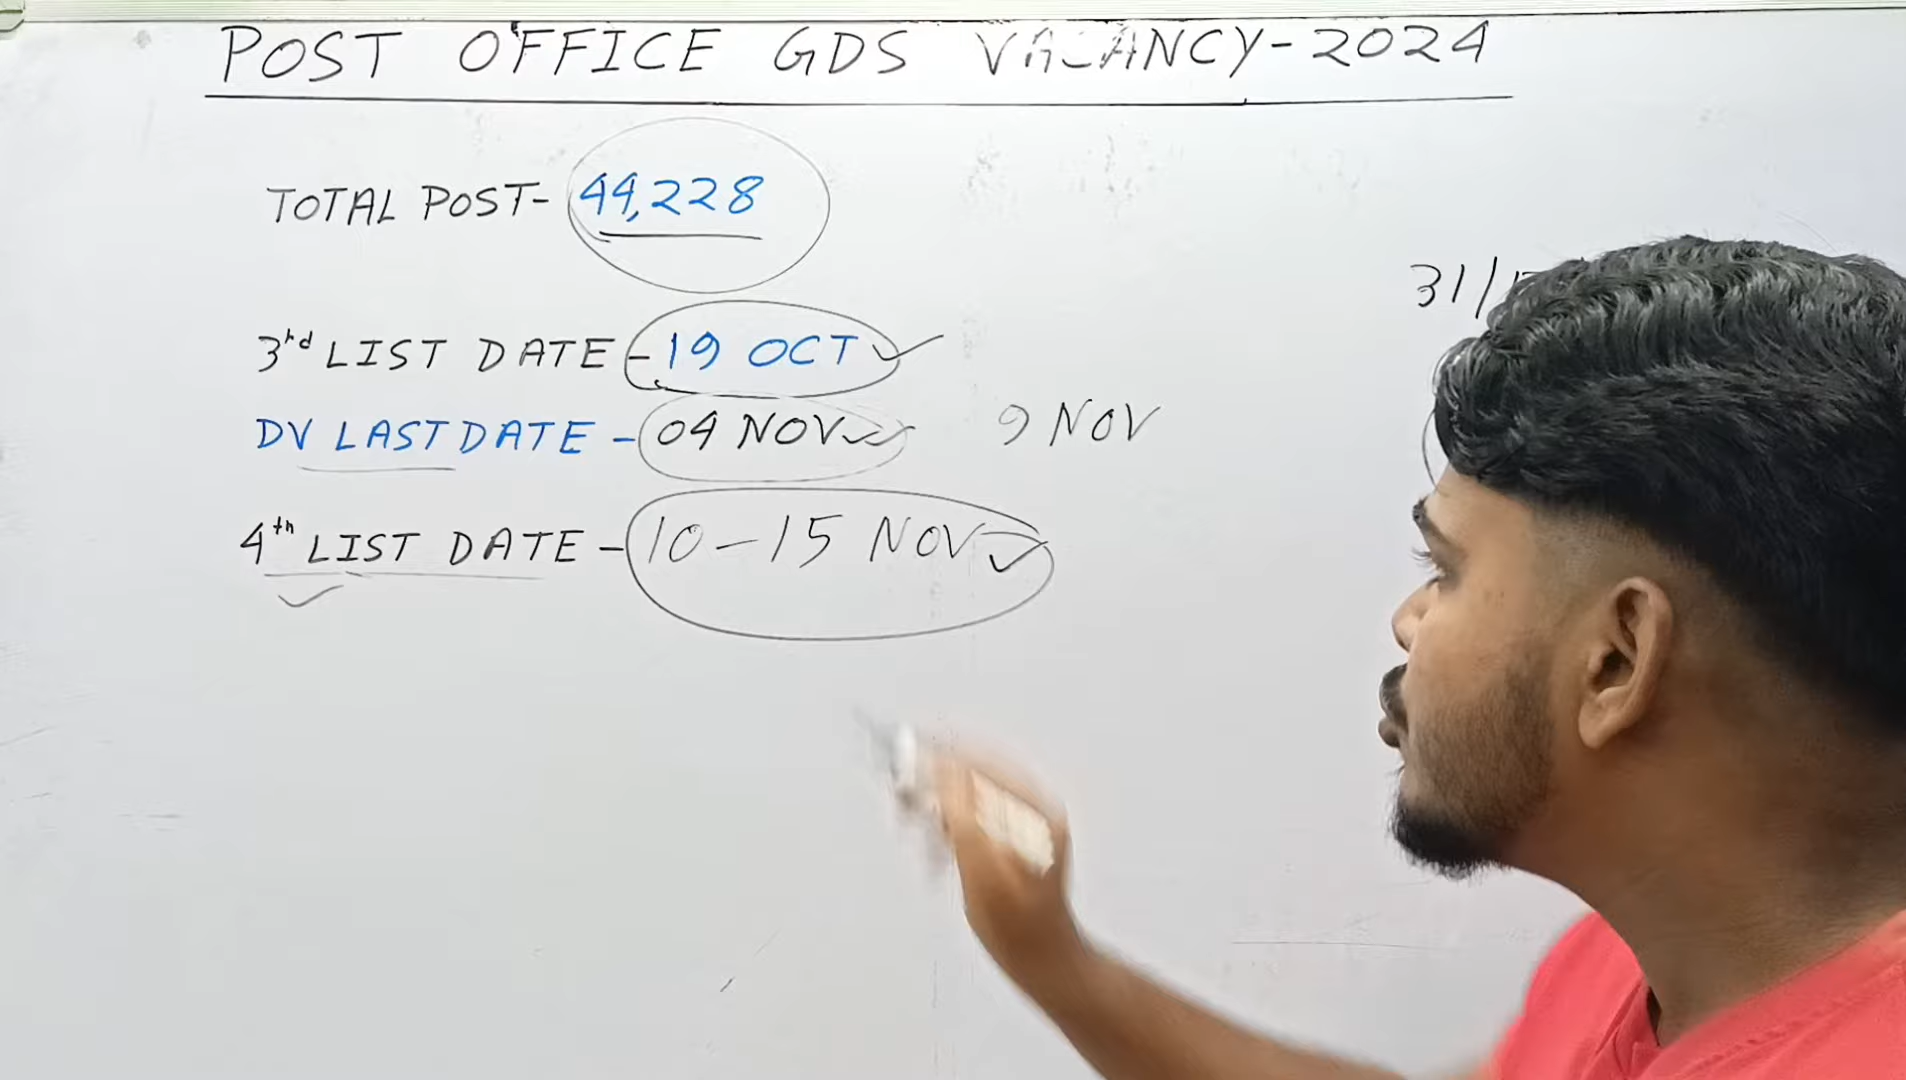 POST OFFICE GDS VACANCY-2024
TOTAL POST- 44,228
31/
3rd LIST DATE - 19 OCT
DV LAST DATE - 04 NOV 9 NOV
4th LIST DATE - 10-15 NOV